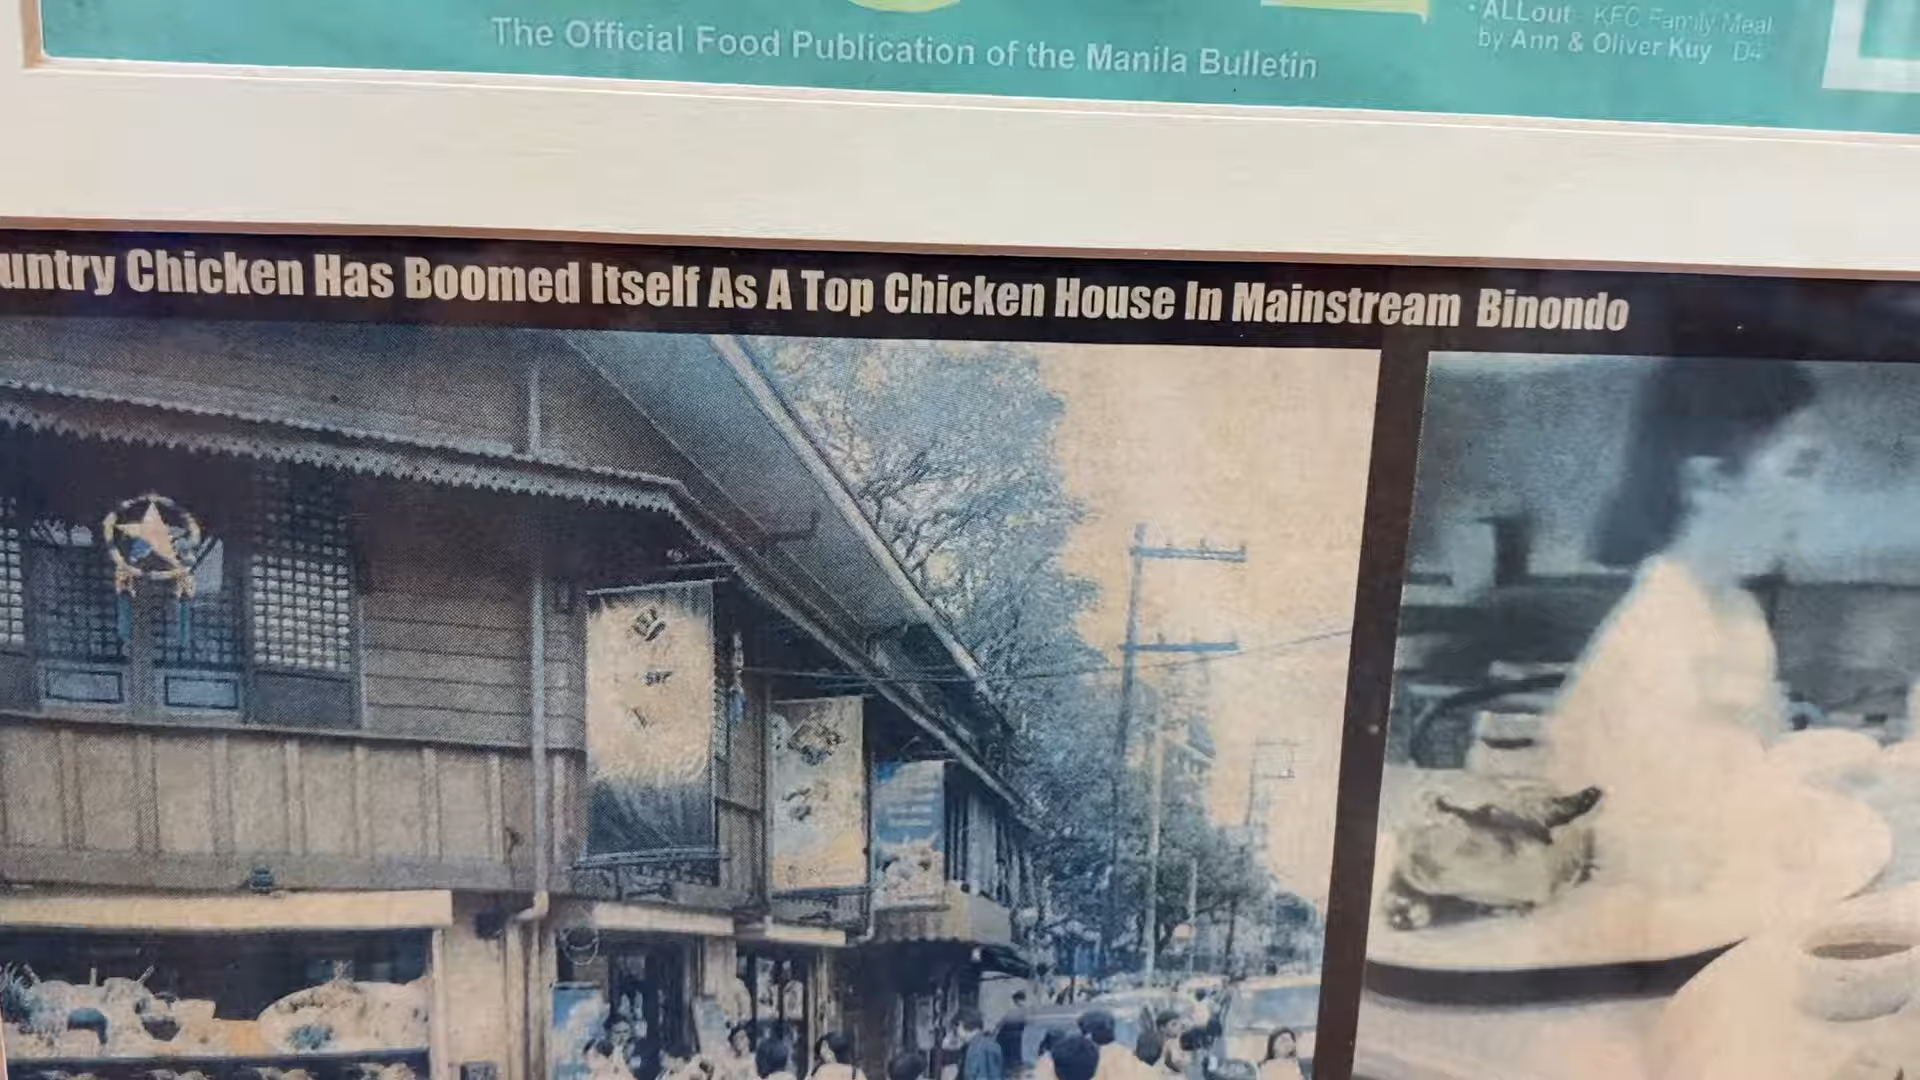 The Official Food Publication of the Manila Bulletin
• ALLout - KFC Family Meal
by Ann & Oliver Kuy D4
untry Chicken Has Boomed Itself As A Top Chicken House In Mainstream Binondo